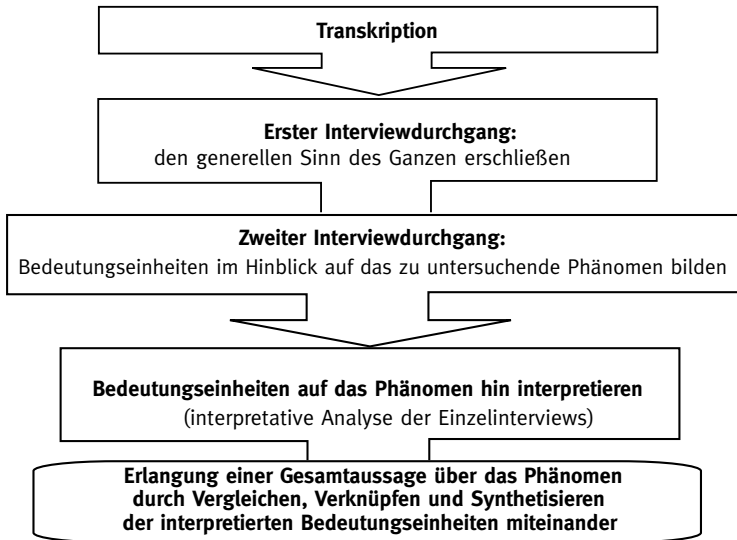 Transkription
Erster Interviewdurchgang:
den generellen Sinn des Ganzen erschließen
Zweiter Interviewdurchgang:
Bedeutungseinheiten im Hinblick auf das zu untersuchende Phänomen bilden
Bedeutungseinheiten auf das Phänomen hin interpretieren
(interpretative Analyse der Einzelinterviews)
Erlangung einer Gesamtaussage über das Phänomen
durch Vergleichen, Verknüpfen und Synthetisieren
der interpretierten Bedeutungseinheiten miteinander